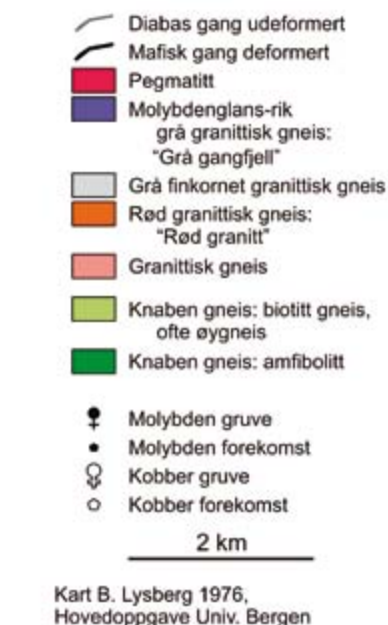 Diabas gang udeformert
Mafisk gang deformert
Pegmatitt
Molybdenglans-rik
grå granittisk gneis:
"Grå gangfjell"
Grå finkornet granittisk gneis
Rød granittisk gneis:
"Rød granitt"
Granittisk gneis
Knaben gneis: biotitt gneis,
ofte øygneis
Knaben gneis: amfibolitt
Molybden gruve
Molybden forekomst
Kobber gruve
Kobber forekomst
2 km
Kart B. Lysberg 1976,
Hovedoppgave Univ. Bergen